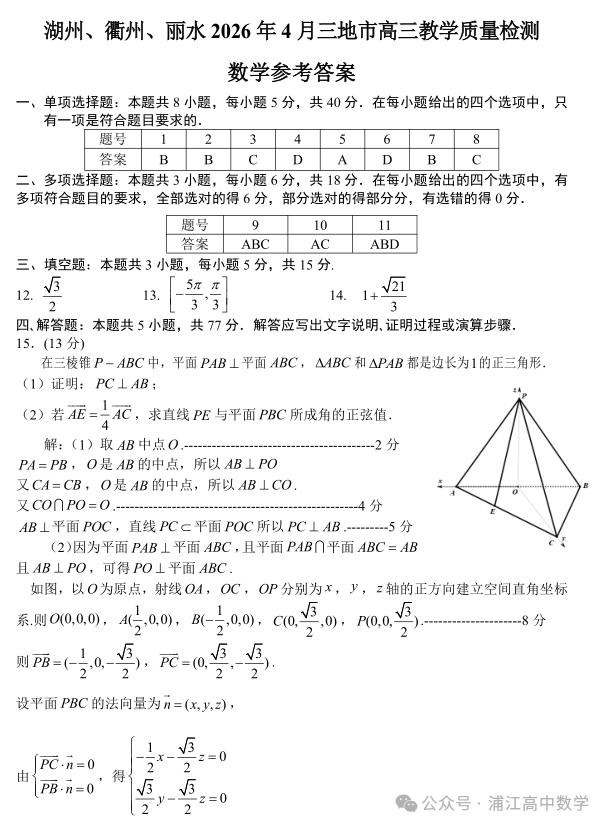 湖州、衢州、丽水 2026 年 4 月三地市高三教学质量检测
数学参考答案
一、单项选择题：本题共 8 小题，每小题 5 分，共 40 分．在每小题给出的四个选项中，只
有一项是符合题目要求的．
题号 1 2 3 4 5 6 7 8
答案 B B C D A D B C
二、多项选择题：本题共 3 小题，每小题 6 分，共 18 分．在每小题给出的四个选项中，有
多项符合题目的要求，全部选对的得 6 分，部分选对的得部分分，有选错的得 0 分．
题号 9 10 11
答案 ABC AC ABD
三、填空题：本题共 3 小题，每小题 5 分，共 15 分.
12. √3/2 13. [−5π/3, π/3] 14. 1+√21/3
四、解答题：本题共 5 小题，共 77 分．解答应写出文字说明、证明过程或演算步骤．
15．(13 分)
在三棱锥 P − ABC 中，平面 PAB ⊥ 平面 ABC ，ΔABC 和 ΔPAB 都是边长为1的正三角形．
（1）证明： PC ⊥ AB ；
（2）若 AE = 1/4 AC ，求直线 PE 与平面 PBC 所成角的正弦值．
解：（1）取 AB 中点 O .-----------------------------------------2 分
PA = PB ， O 是 AB 的中点，所以 AB ⊥ PO
又 CA = CB ，O 是 AB 的中点，所以 AB ⊥ CO .
又 CO ∩ PO = O .----------------------------------------------------4 分
AB ⊥ 平面 POC ，直线 PC ⊂ 平面 POC 所以 PC ⊥ AB .---------5 分
（2）因为平面 PAB ⊥ 平面 ABC ，且平面 PAB ∩ 平面 ABC = AB
且 AB ⊥ PO ，可得 PO ⊥ 平面 ABC .
z
P
x
A
O
B
E
C
y
如图，以 O 为原点，射线 OA ，OC ，OP 分别为 x ， y ， z 轴的正方向建立空间直角坐标
系.则 O(0,0,0) ， A(1/2,0,0) ， B(−1/2,0,0) ， C(0,√3/2,0) ， P(0,0,√3/2) .---------------------8 分
则 PB = (−1/2,0,−√3/2) ， PC = (0,√3/2,−√3/2) .
设平面 PBC 的法向量为 n = (x, y, z) ，
由 { PC · n = 0 PB · n = 0 ，得 { −1/2 x − √3/2 z = 0 √3/2 y − √3/2 z = 0
公众号 · 浦江高中数学